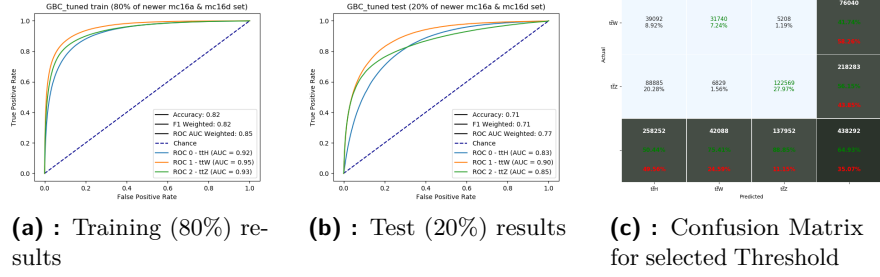 GBC_tuned train (80% of newer mc16a & mc16d set)
1.0
0.8
0.6
0.4
0.2
0.0
True Positive Rate
Accuracy: 0.82
F1 Weighted: 0.82
ROC AUC Weighted: 0.85
Chance
ROC 0 - ttH (AUC = 0.92)
ROC 1 - ttW (AUC = 0.95)
ROC 2 - ttZ (AUC = 0.93)
0.0 0.2 0.4 0.6 0.8 1.0
False Positive Rate
(a) : Training (80%) re-
sults
GBC_tuned test (20% of newer mc16a & mc16d set)
1.0
0.8
0.6
0.4
0.2
0.0
True Positive Rate
Accuracy: 0.71
F1 Weighted: 0.71
ROC AUC Weighted: 0.77
Chance
ROC 0 - ttH (AUC = 0.83)
ROC 1 - ttW (AUC = 0.90)
ROC 2 - ttZ (AUC = 0.85)
0.0 0.2 0.4 0.6 0.8 1.0
False Positive Rate
(b) : Test (20%) results
Actual
76040
tt̄W 39092 31740 5208
8.92% 7.24% 1.19%
218283
tt̄Z 88885 6829 122569
20.28% 1.56% 27.97%
258252 42088 137952 438292
tt̄H tt̄W tt̄Z
Predicted
(c) : Confusion Matrix
for selected Threshold